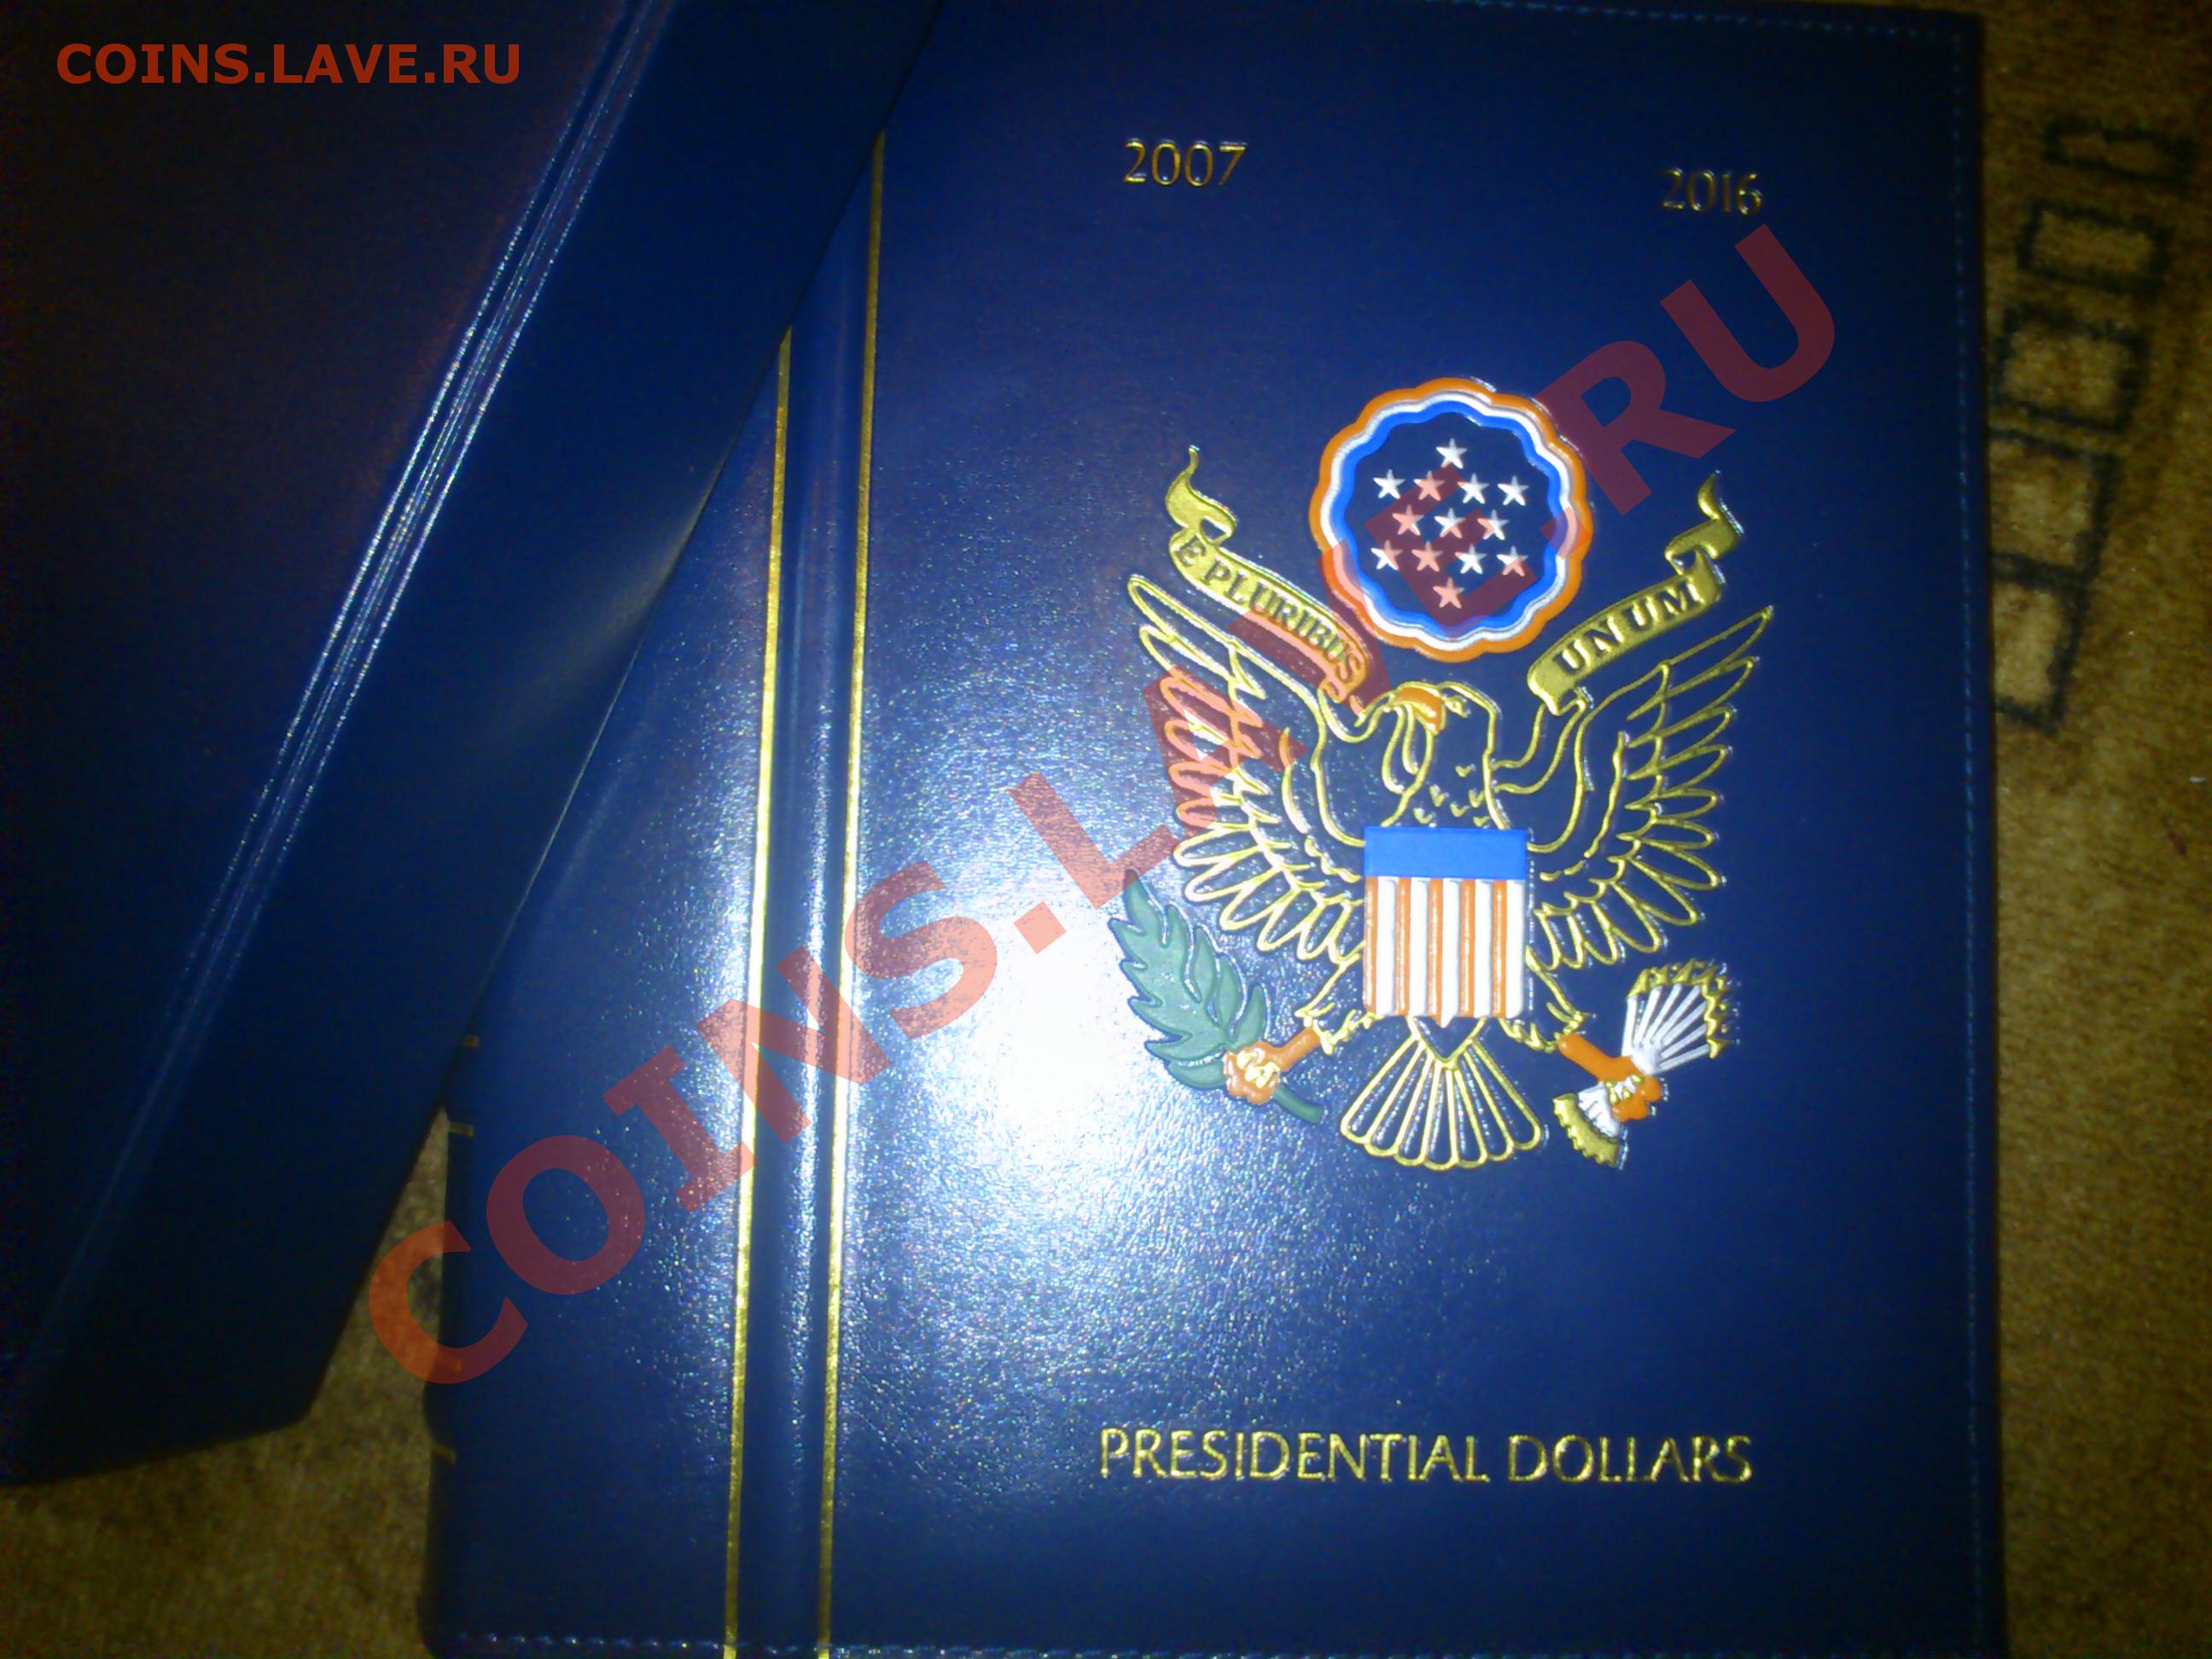 COINS.LAVE.RU
2007 2016
E PLURIBUS UNUM
COINS.LAVE.RU
PRESIDENTIAL DOLLARS